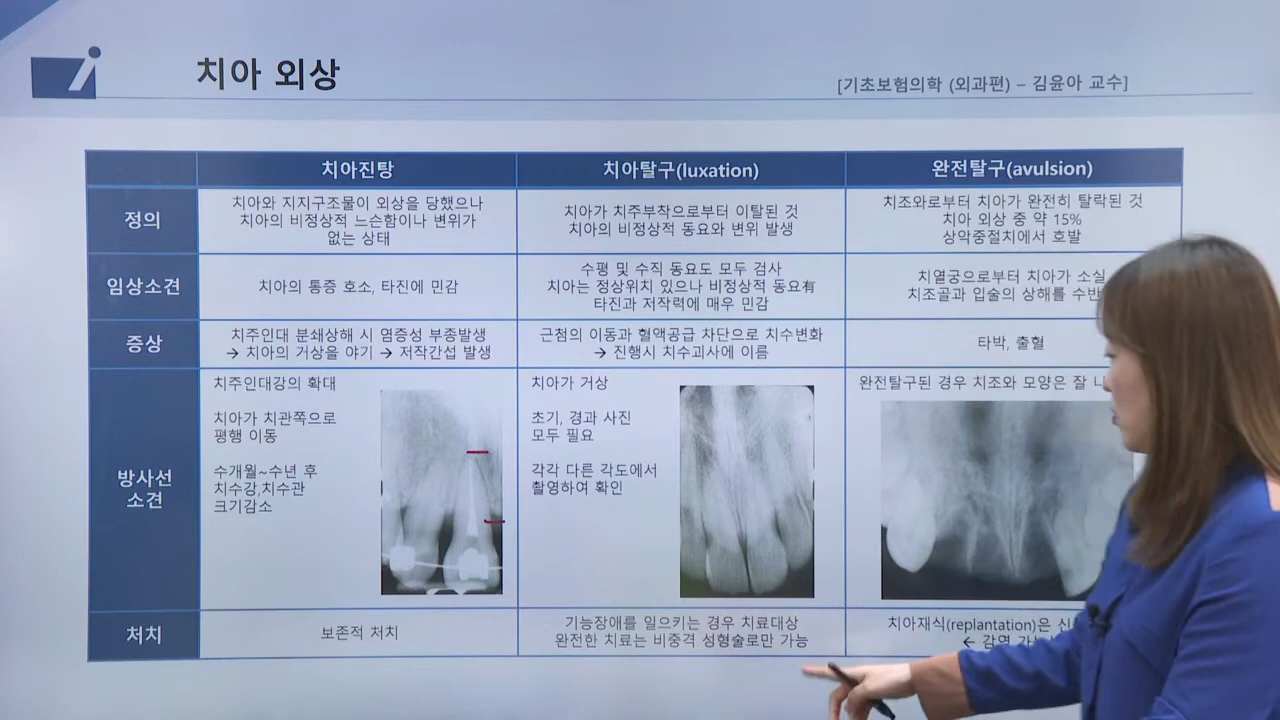 치아 외상
[기초보험의학 (외과편) – 김윤아 교수]
치아진탕
치아탈구(luxation)
완전탈구(avulsion)
정의
치아와 지지구조물이 외상을 당했으나
치아의 비정상적 느슨함이나 변위가
없는 상태
치아가 치주부착으로부터 이탈된 것
치아의 비정상적 동요와 변위 발생
치조와로부터 치아가 완전히 탈락된 것
치아 외상 중 약 15%
상악중절치에서 호발
임상소견
치아의 통증 호소, 타진에 민감
수평 및 수직 동요도 모두 검사
치아는 정상위치 있으나 비정상적 동요有
타진과 저작력에 매우 민감
치열궁으로부터 치아가 소실
치조골과 입술의 상해를 수반
증상
치주인대 분쇄상해 시 염증성 부종발생
→ 치아의 거상을 야기 → 저작간섭 발생
근첨의 이동과 혈액공급 차단으로 치수변화
→ 진행시 치수괴사에 이름
타박, 출혈
방사선
소견
치주인대강의 확대
치아가 치관쪽으로
평행 이동
수개월~수년 후
치수강,치수관
크기감소
치아가 거상
초기, 경과 사진
모두 필요
각각 다른 각도에서
촬영하여 확인
완전탈구된 경우 치조와 모양은 잘
처치
보존적 처치
기능장애를 일으키는 경우 치료대상
완전한 치료는 비중격 성형술로만 가능
치아재식(replantation)은
← 감염